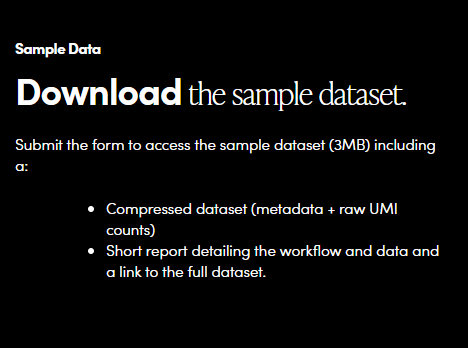 Sample Data
Download the sample dataset.
Submit the form to access the sample dataset (3MB) including
a:
• Compressed dataset (metadata + raw UMI
counts)
• Short report detailing the workflow and data and
a link to the full dataset.